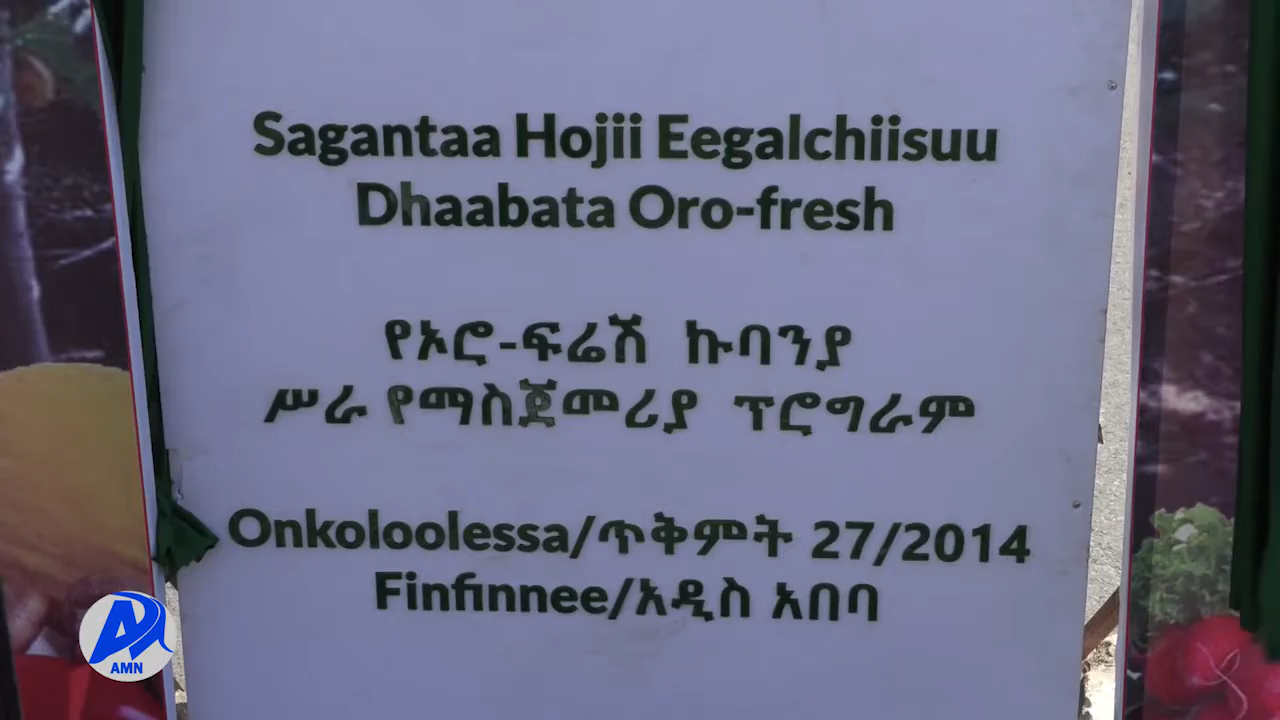 Sagantaa Hojii Eegalchiisuu
Dhaabata Oro-fresh
የኦሮ-ፍሬሽ ኩባንያ
ሥራ የማስጀመሪያ ፕሮግራም
Onkoloolessa/ጥቅምት 27/2014
Finfinnee/አዲስ አበባ
AMN